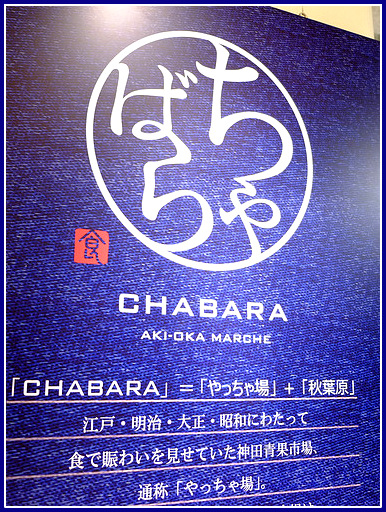 ちゃ
ばら
食
CHABARA
AKI-OKA MARCHE
「CHABARA」=「やっちゃ場」+「秋葉原」
江戸・明治・大正・昭和にわたって
食で賑わいを見せていた神田青果市場、
通称「やっちゃ場」。